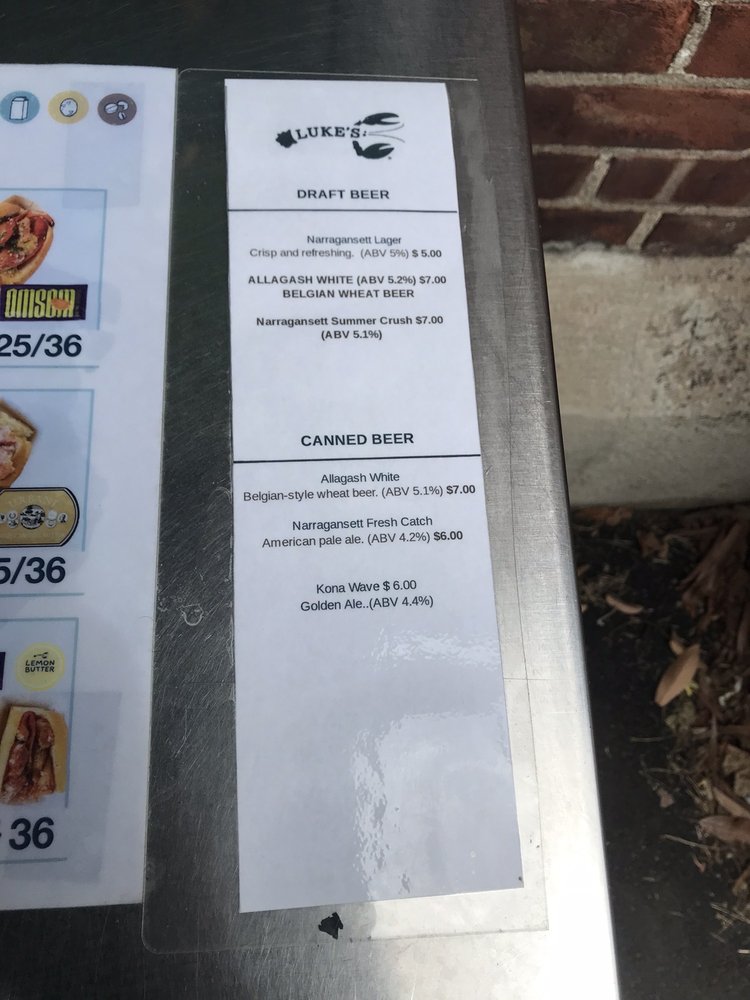 LUKE'S
DRAFT BEER
Narragansett Lager
Crisp and refreshing. (ABV 5%) $ 5.00
ALLAGASH WHITE (ABV 5.2%) $7.00
BELGIAN WHEAT BEER
Narragansett Summer Crush $7.00
(ABV 5.1%)
CANNED BEER
Allagash White
Belgian-style wheat beer. (ABV 5.1%) $7.00
Narragansett Fresh Catch
American pale ale. (ABV 4.2%) $6.00
Kona Wave $ 6.00
Golden Ale..(ABV 4.4%)
omsom
25/36
5/36
LEMON
BUTTER
36